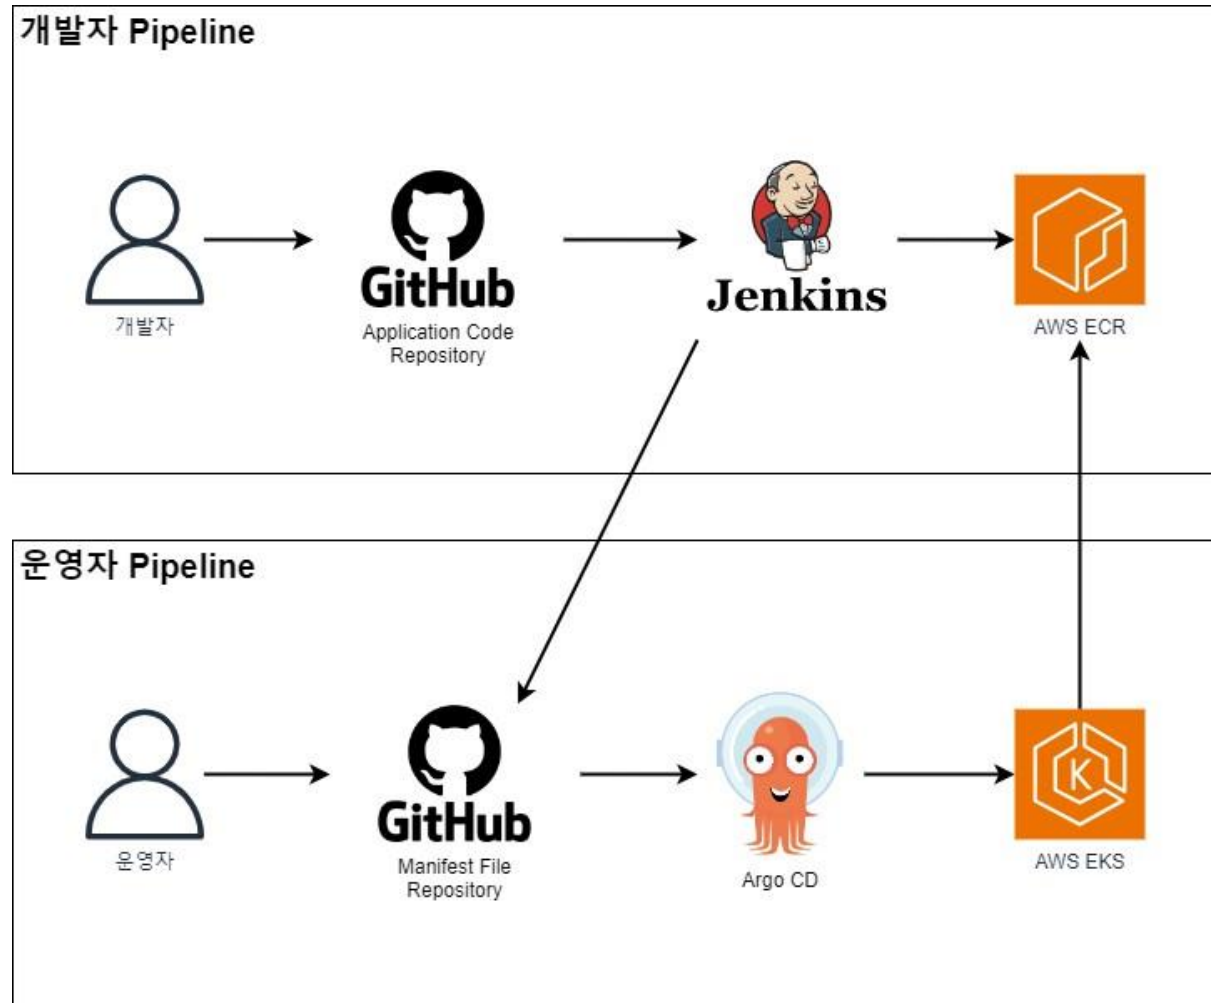 개발자 Pipeline
GitHub
Jenkins
개발자
Application Code
Repository
AWS ECR
운영자 Pipeline
GitHub
K
운영자
Manifest File
Repository
Argo CD
AWS EKS